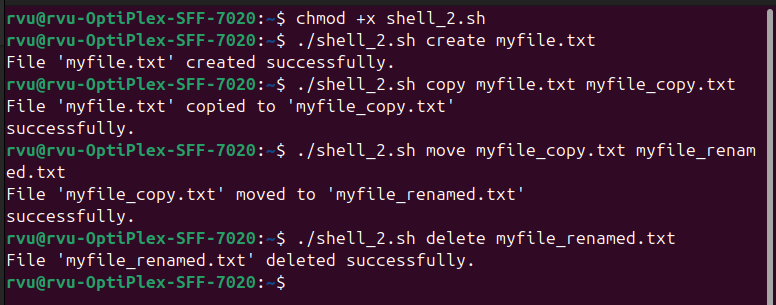 rvu@rvu-OptiPlex-SFF-7020:~$ chmod +x shell_2.sh
rvu@rvu-OptiPlex-SFF-7020:~$ ./shell_2.sh create myfile.txt
File 'myfile.txt' created successfully.
rvu@rvu-OptiPlex-SFF-7020:~$ ./shell_2.sh copy myfile.txt myfile_copy.txt
File 'myfile.txt' copied to 'myfile_copy.txt'
successfully.
rvu@rvu-OptiPlex-SFF-7020:~$ ./shell_2.sh move myfile_copy.txt myfile_renam
ed.txt
File 'myfile_copy.txt' moved to 'myfile_renamed.txt'
successfully.
rvu@rvu-OptiPlex-SFF-7020:~$ ./shell_2.sh delete myfile_renamed.txt
File 'myfile_renamed.txt' deleted successfully.
rvu@rvu-OptiPlex-SFF-7020:~$